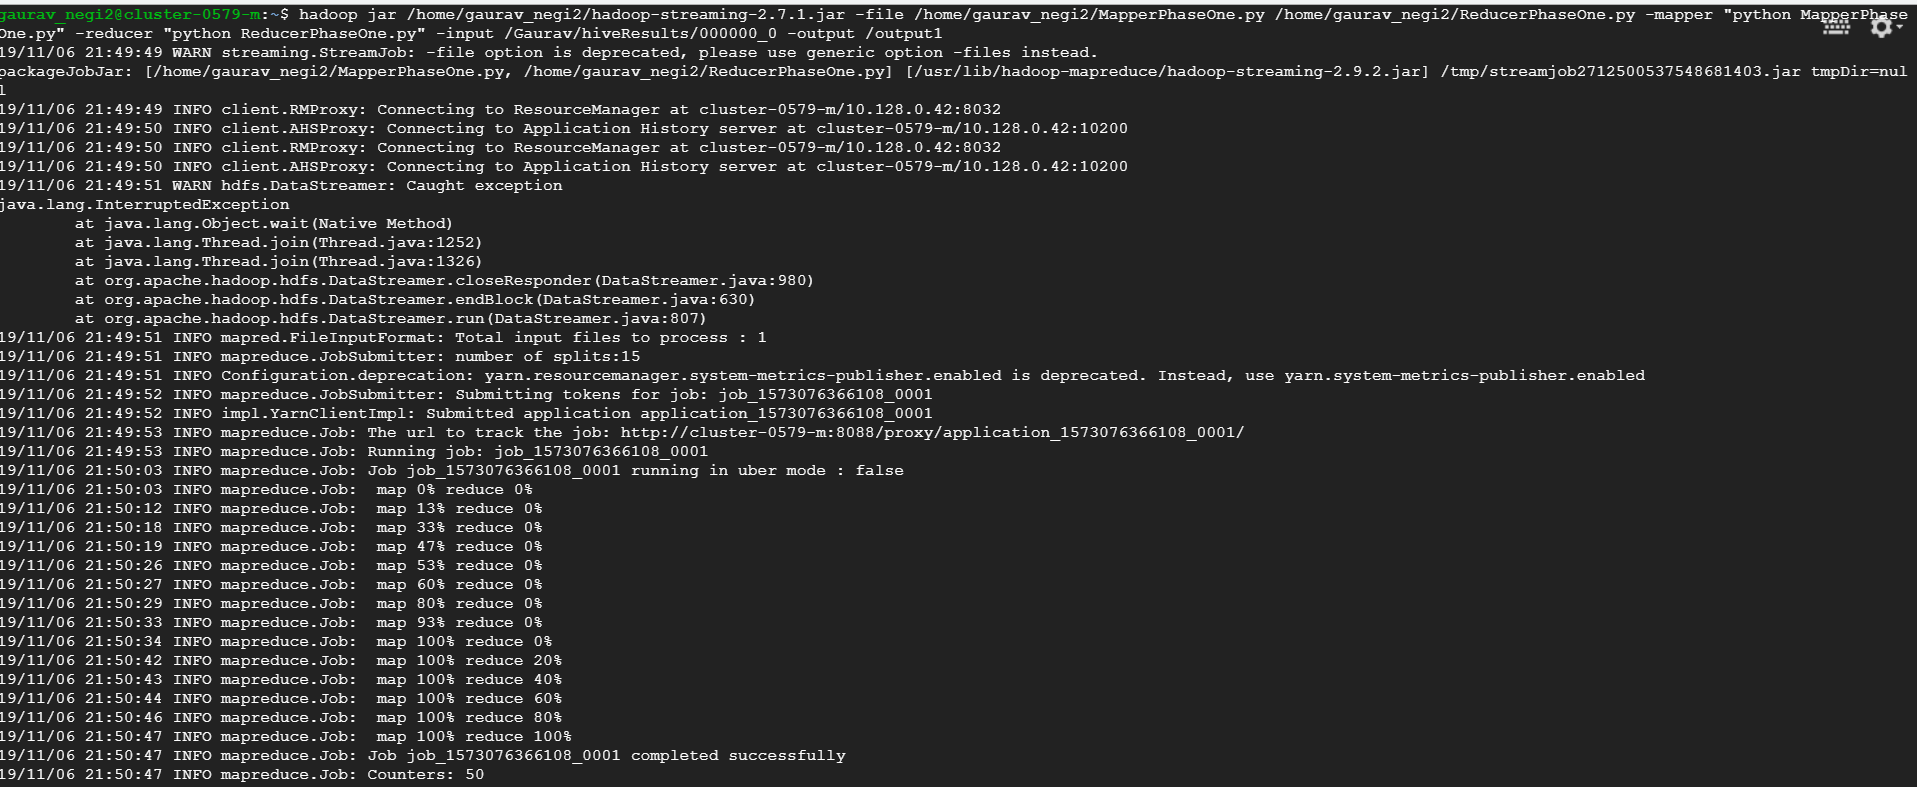 gaurav_negi2@cluster-0579-m:~$ hadoop jar /home/gaurav_negi2/hadoop-streaming-2.7.1.jar -file /home/gaurav_negi2/MapperPhaseOne.py /home/gaurav_negi2/ReducerPhaseOne.py -mapper "python MapperPhase
One.py" -reducer "python ReducerPhaseOne.py" -input /Gaurav/hiveResults/000000_0 -output /output1
19/11/06 21:49:49 WARN streaming.StreamJob: -file option is deprecated, please use generic option -files instead.
packageJobJar: [/home/gaurav_negi2/MapperPhaseOne.py, /home/gaurav_negi2/ReducerPhaseOne.py] [/usr/lib/hadoop-mapreduce/hadoop-streaming-2.9.2.jar] /tmp/streamjob2712500537548681403.jar tmpDir=nul
l
19/11/06 21:49:49 INFO client.RMProxy: Connecting to ResourceManager at cluster-0579-m/10.128.0.42:8032
19/11/06 21:49:50 INFO client.AHSProxy: Connecting to Application History server at cluster-0579-m/10.128.0.42:10200
19/11/06 21:49:50 INFO client.RMProxy: Connecting to ResourceManager at cluster-0579-m/10.128.0.42:8032
19/11/06 21:49:50 INFO client.AHSProxy: Connecting to Application History server at cluster-0579-m/10.128.0.42:10200
19/11/06 21:49:51 WARN hdfs.DataStreamer: Caught exception
java.lang.InterruptedException
        at java.lang.Object.wait(Native Method)
        at java.lang.Thread.join(Thread.java:1252)
        at java.lang.Thread.join(Thread.java:1326)
        at org.apache.hadoop.hdfs.DataStreamer.closeResponder(DataStreamer.java:980)
        at org.apache.hadoop.hdfs.DataStreamer.endBlock(DataStreamer.java:630)
        at org.apache.hadoop.hdfs.DataStreamer.run(DataStreamer.java:807)
19/11/06 21:49:51 INFO mapred.FileInputFormat: Total input files to process : 1
19/11/06 21:49:51 INFO mapreduce.JobSubmitter: number of splits:15
19/11/06 21:49:51 INFO Configuration.deprecation: yarn.resourcemanager.system-metrics-publisher.enabled is deprecated. Instead, use yarn.system-metrics-publisher.enabled
19/11/06 21:49:52 INFO mapreduce.JobSubmitter: Submitting tokens for job: job_1573076366108_0001
19/11/06 21:49:52 INFO impl.YarnClientImpl: Submitted application application_1573076366108_0001
19/11/06 21:49:53 INFO mapreduce.Job: The url to track the job: http://cluster-0579-m:8088/proxy/application_1573076366108_0001/
19/11/06 21:49:53 INFO mapreduce.Job: Running job: job_1573076366108_0001
19/11/06 21:50:03 INFO mapreduce.Job: Job job_1573076366108_0001 running in uber mode : false
19/11/06 21:50:03 INFO mapreduce.Job:  map 0% reduce 0%
19/11/06 21:50:12 INFO mapreduce.Job:  map 13% reduce 0%
19/11/06 21:50:18 INFO mapreduce.Job:  map 33% reduce 0%
19/11/06 21:50:19 INFO mapreduce.Job:  map 47% reduce 0%
19/11/06 21:50:26 INFO mapreduce.Job:  map 53% reduce 0%
19/11/06 21:50:27 INFO mapreduce.Job:  map 60% reduce 0%
19/11/06 21:50:29 INFO mapreduce.Job:  map 80% reduce 0%
19/11/06 21:50:33 INFO mapreduce.Job:  map 93% reduce 0%
19/11/06 21:50:34 INFO mapreduce.Job:  map 100% reduce 0%
19/11/06 21:50:42 INFO mapreduce.Job:  map 100% reduce 20%
19/11/06 21:50:43 INFO mapreduce.Job:  map 100% reduce 40%
19/11/06 21:50:44 INFO mapreduce.Job:  map 100% reduce 60%
19/11/06 21:50:46 INFO mapreduce.Job:  map 100% reduce 80%
19/11/06 21:50:47 INFO mapreduce.Job:  map 100% reduce 100%
19/11/06 21:50:47 INFO mapreduce.Job: Job job_1573076366108_0001 completed successfully
19/11/06 21:50:47 INFO mapreduce.Job: Counters: 50